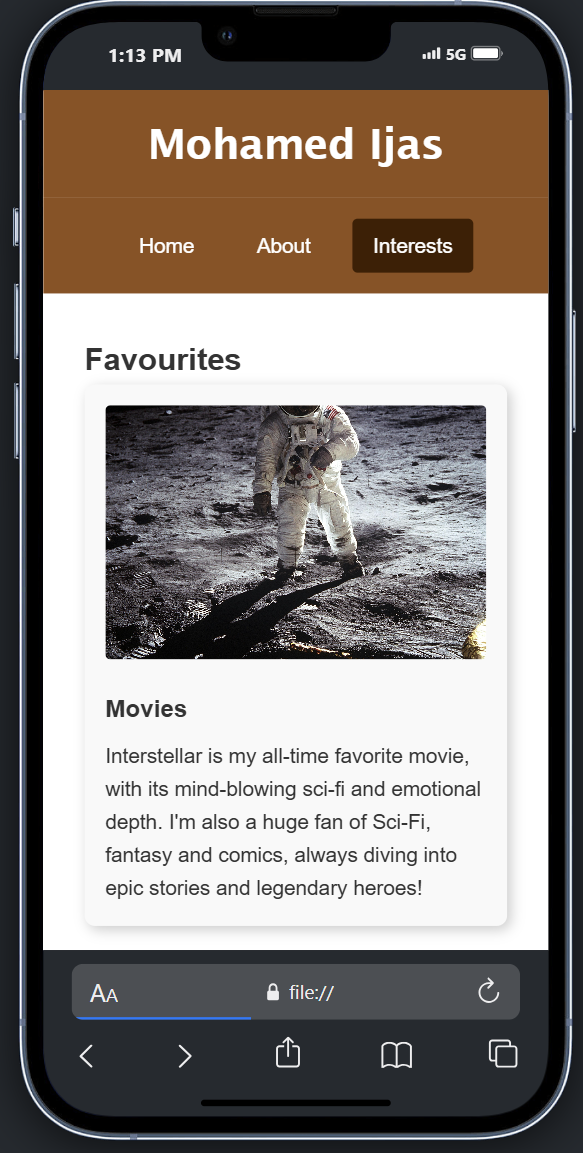 1:13 PM 5G
Mohamed Ijas
Home About Interests
Favourites
Movies
Interstellar is my all-time favorite movie,
with its mind-blowing sci-fi and emotional
depth. I'm also a huge fan of Sci-Fi,
fantasy and comics, always diving into
epic stories and legendary heroes!
AA file://